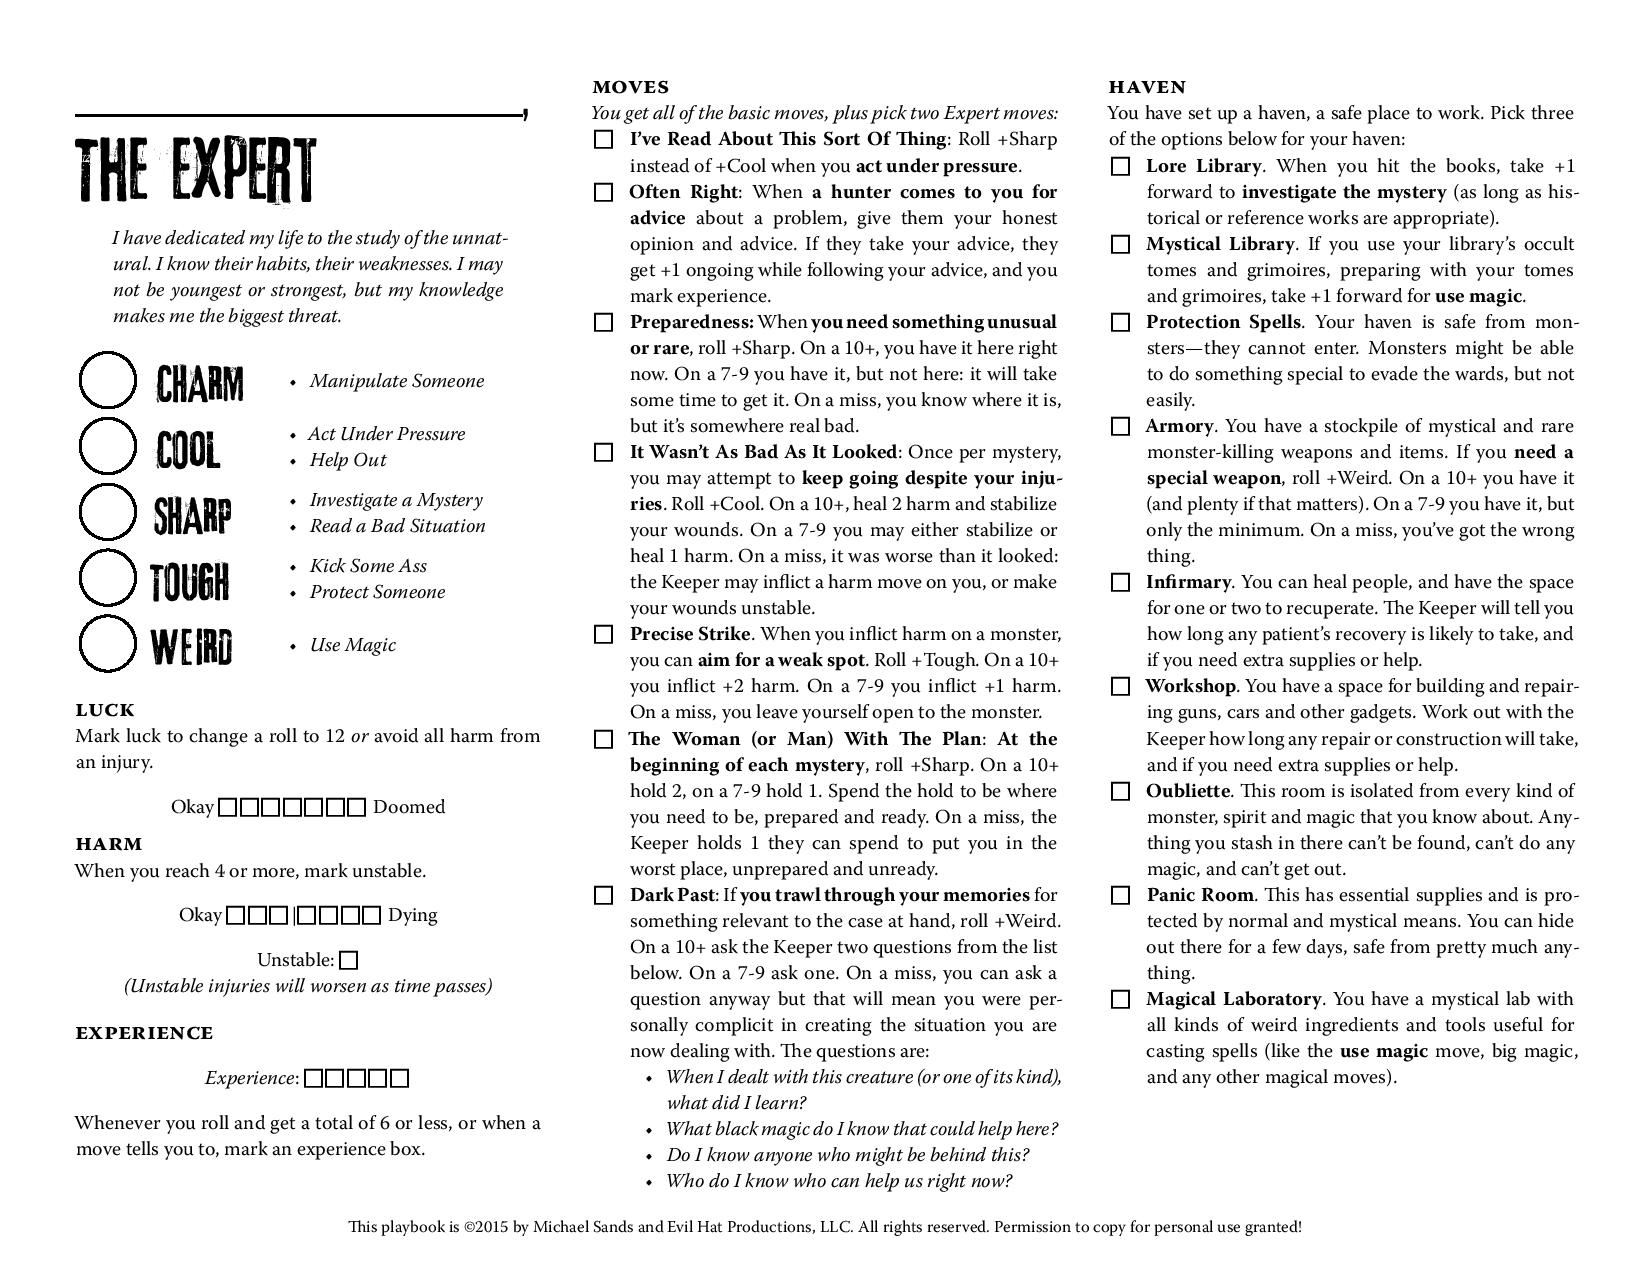 THE EXPERT
I have dedicated my life to the study of the unnat-
ural. I know their habits, their weaknesses. I may
not be youngest or strongest, but my knowledge
makes me the biggest threat.
CHARM
• Manipulate Someone
COOL
• Act Under Pressure
• Help Out
SHARP
• Investigate a Mystery
• Read a Bad Situation
TOUGH
• Kick Some Ass
• Protect Someone
WEIRD
• Use Magic
LUCK
Mark luck to change a roll to 12 or avoid all harm from
an injury.
Okay □□□□□□□ Doomed
HARM
When you reach 4 or more, mark unstable.
Okay □□□|□□□□ Dying
Unstable: □
(Unstable injuries will worsen as time passes)
EXPERIENCE
Experience: □□□□□
Whenever you roll and get a total of 6 or less, or when a
move tells you to, mark an experience box.
MOVES
You get all of the basic moves, plus pick two Expert moves:
□ I've Read About This Sort Of Thing: Roll +Sharp
instead of +Cool when you act under pressure.
□ Often Right: When a hunter comes to you for
advice about a problem, give them your honest
opinion and advice. If they take your advice, they
get +1 ongoing while following your advice, and you
mark experience.
□ Preparedness: When you need something unusual
or rare, roll +Sharp. On a 10+, you have it here right
now. On a 7-9 you have it, but not here: it will take
some time to get it. On a miss, you know where it is,
but it's somewhere real bad.
□ It Wasn't As Bad As It Looked: Once per mystery,
you may attempt to keep going despite your inju-
ries. Roll +Cool. On a 10+, heal 2 harm and stabilize
your wounds. On a 7-9 you may either stabilize or
heal 1 harm. On a miss, it was worse than it looked:
the Keeper may inflict a harm move on you, or make
your wounds unstable.
□ Precise Strike. When you inflict harm on a monster,
you can aim for a weak spot. Roll +Tough. On a 10+
you inflict +2 harm. On a 7-9 you inflict +1 harm.
On a miss, you leave yourself open to the monster.
□ The Woman (or Man) With The Plan: At the
beginning of each mystery, roll +Sharp. On a 10+
hold 2, on a 7-9 hold 1. Spend the hold to be where
you need to be, prepared and ready. On a miss, the
Keeper holds 1 they can spend to put you in the
worst place, unprepared and unready.
□ Dark Past: If you trawl through your memories for
something relevant to the case at hand, roll +Weird.
On a 10+ ask the Keeper two questions from the list
below. On a 7-9 ask one. On a miss, you can ask a
question anyway but that will mean you were per-
sonally complicit in creating the situation you are
now dealing with. The questions are:
• When I dealt with this creature (or one of its kind),
what did I learn?
• What black magic do I know that could help here?
• Do I know anyone who might be behind this?
• Who do I know who can help us right now?
HAVEN
You have set up a haven, a safe place to work. Pick three
of the options below for your haven:
□ Lore Library. When you hit the books, take +1
forward to investigate the mystery (as long as his-
torical or reference works are appropriate).
□ Mystical Library. If you use your library's occult
tomes and grimoires, preparing with your tomes
and grimoires, take +1 forward for use magic.
□ Protection Spells. Your haven is safe from mon-
sters—they cannot enter. Monsters might be able
to do something special to evade the wards, but not
easily.
□ Armory. You have a stockpile of mystical and rare
monster-killing weapons and items. If you need a
special weapon, roll +Weird. On a 10+ you have it
(and plenty if that matters). On a 7-9 you have it, but
only the minimum. On a miss, you've got the wrong
thing.
□ Infirmary. You can heal people, and have the space
for one or two to recuperate. The Keeper will tell you
how long any patient's recovery is likely to take, and
if you need extra supplies or help.
□ Workshop. You have a space for building and repair-
ing guns, cars and other gadgets. Work out with the
Keeper how long any repair or construction will take,
and if you need extra supplies or help.
□ Oubliette. This room is isolated from every kind of
monster, spirit and magic that you know about. Any-
thing you stash in there can't be found, can't do any
magic, and can't get out.
□ Panic Room. This has essential supplies and is pro-
tected by normal and mystical means. You can hide
out there for a few days, safe from pretty much any-
thing.
□ Magical Laboratory. You have a mystical lab with
all kinds of weird ingredients and tools useful for
casting spells (like the use magic move, big magic,
and any other magical moves).
This playbook is ©2015 by Michael Sands and Evil Hat Productions, LLC. All rights reserved. Permission to copy for personal use granted!